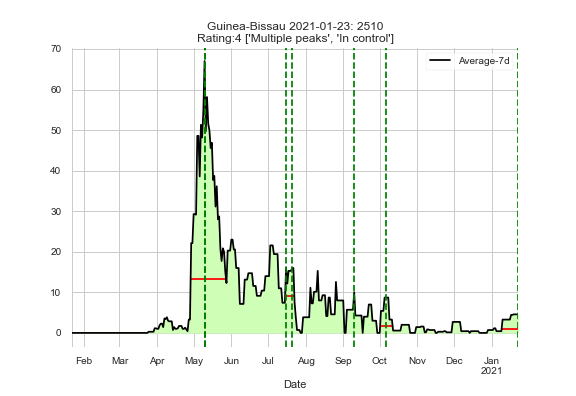 Guinea-Bissau 2021-01-23: 2510
Rating:4 ['Multiple peaks', 'In control']
Average-7d
70
60
50
40
30
20
10
0
Feb Mar Apr May Jun Jul Aug Sep Oct Nov Dec Jan
2021
Date